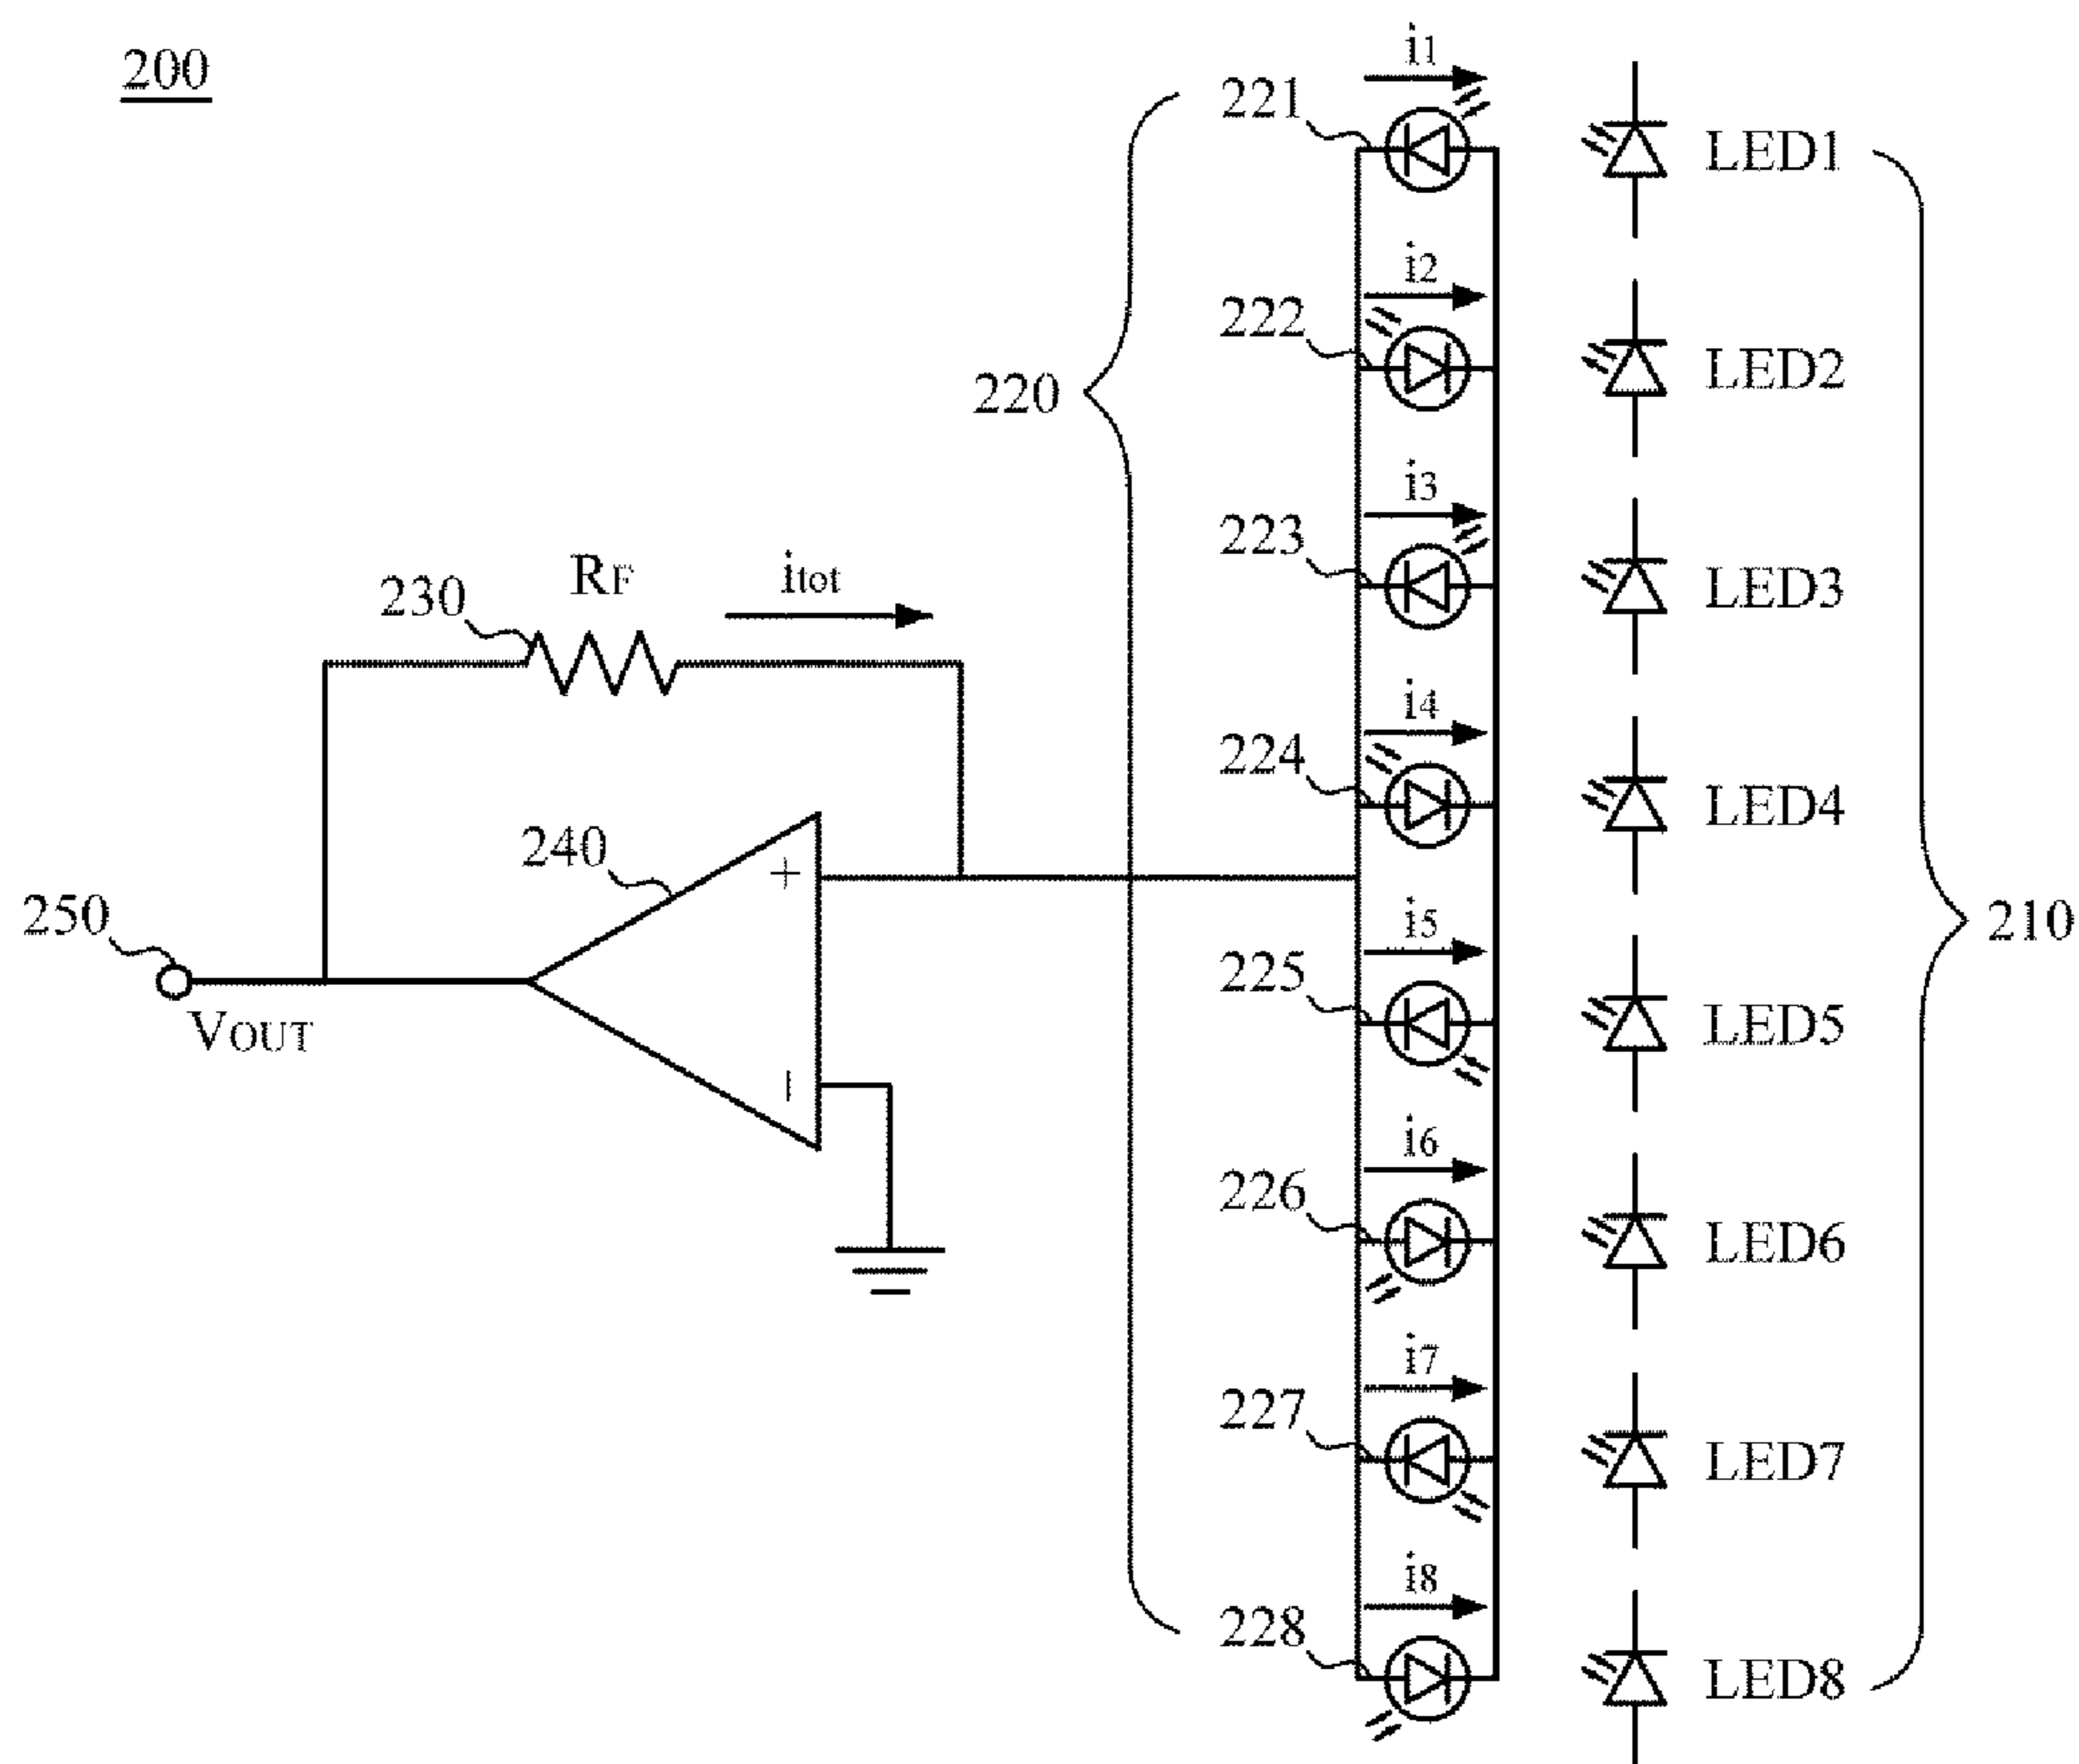 200
i1
221
LED1
i2
222
LED2
220
i3
223
LED3
230
RF
itot
i4
224
LED4
240
+
250
VOUT
−
i5
225
LED5
210
i6
226
LED6
i7
227
LED7
i8
228
LED8